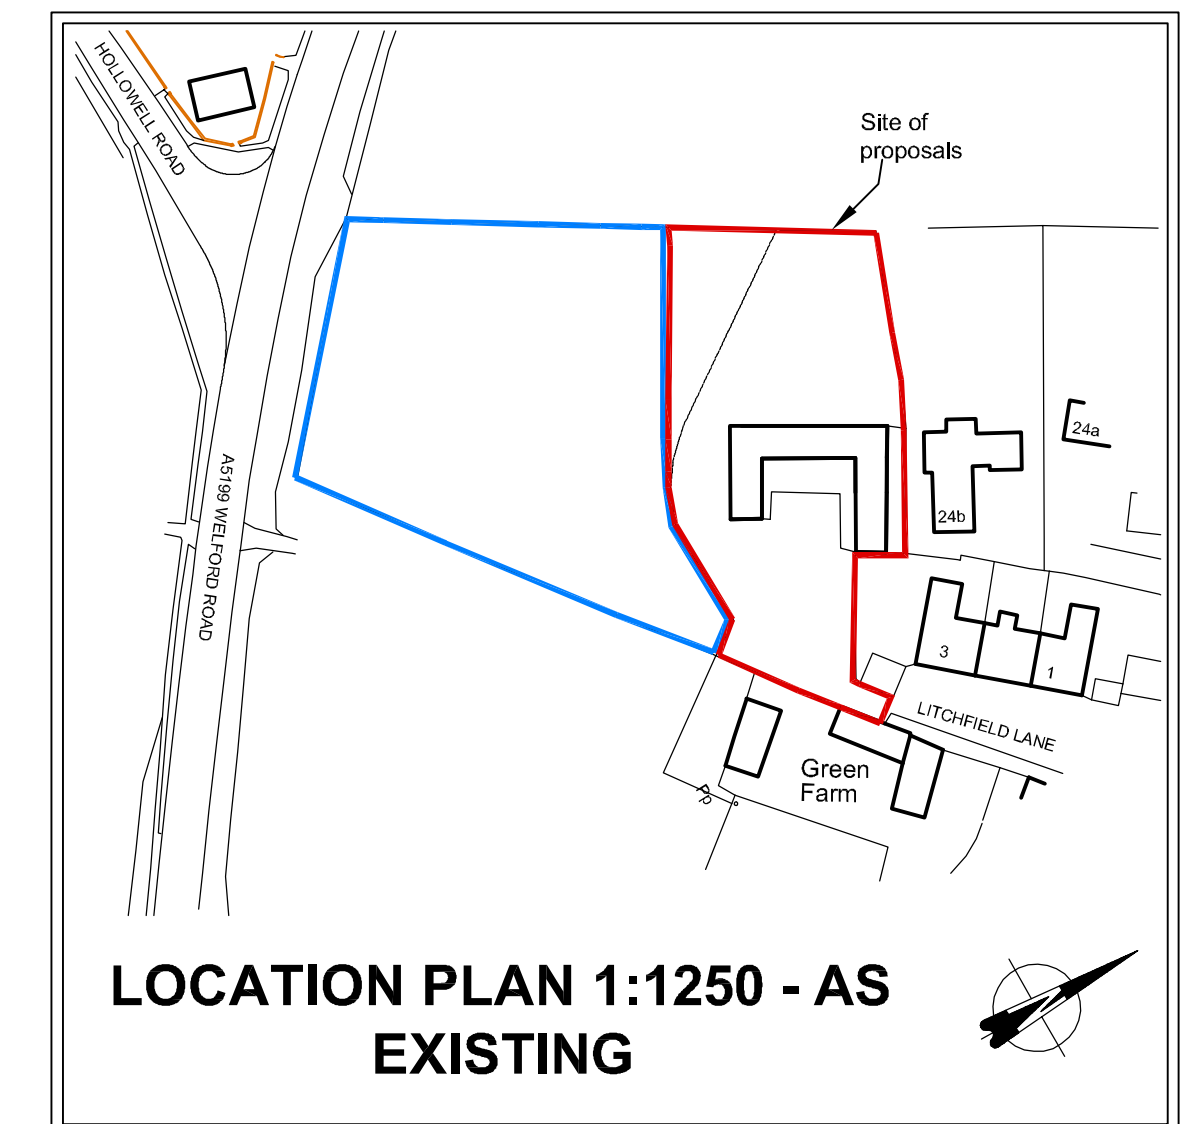 HOLLOWELL ROAD
Site of
proposals
24a
24b
A5199 WELFORD ROAD
3
1
LITCHFIELD LANE
Green
Farm
Pp
LOCATION PLAN 1:1250 - AS
EXISTING